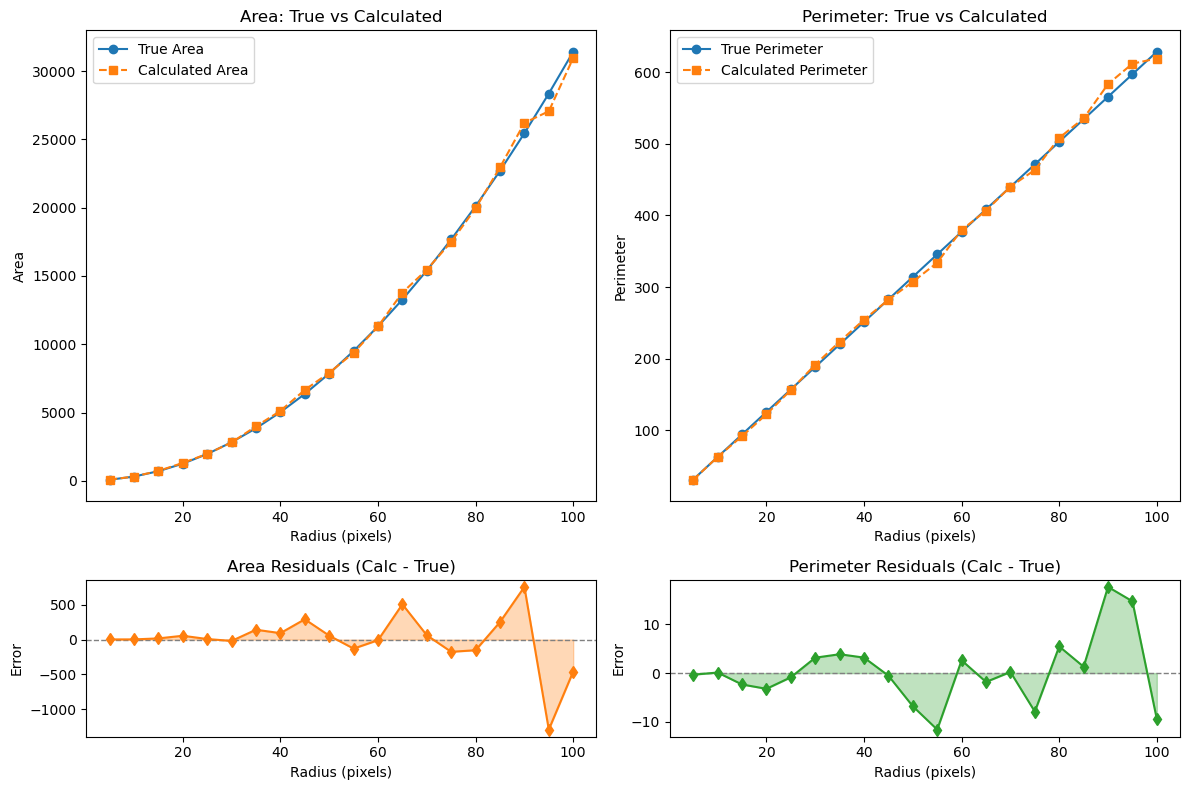 Area: True vs Calculated
True Area
Calculated Area
30000
25000
20000
15000
10000
5000
0
Area
20 40 60 80 100
Radius (pixels)
Perimeter: True vs Calculated
True Perimeter
Calculated Perimeter
600
500
400
300
200
100
Perimeter
20 40 60 80 100
Radius (pixels)
Area Residuals (Calc - True)
500
0
−500
−1000
Error
20 40 60 80 100
Radius (pixels)
Perimeter Residuals (Calc - True)
10
0
−10
Error
20 40 60 80 100
Radius (pixels)